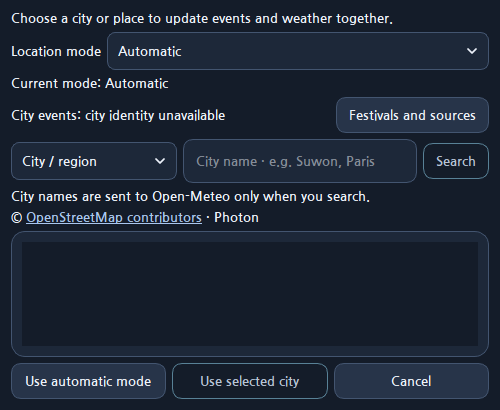 Choose a city or place to update events and weather together.
Location mode Automatic
Current mode: Automatic
City events: city identity unavailable Festivals and sources
City / region City name · e.g. Suwon, Paris Search
City names are sent to Open-Meteo only when you search.
© OpenStreetMap contributors · Photon
Use automatic mode Use selected city Cancel